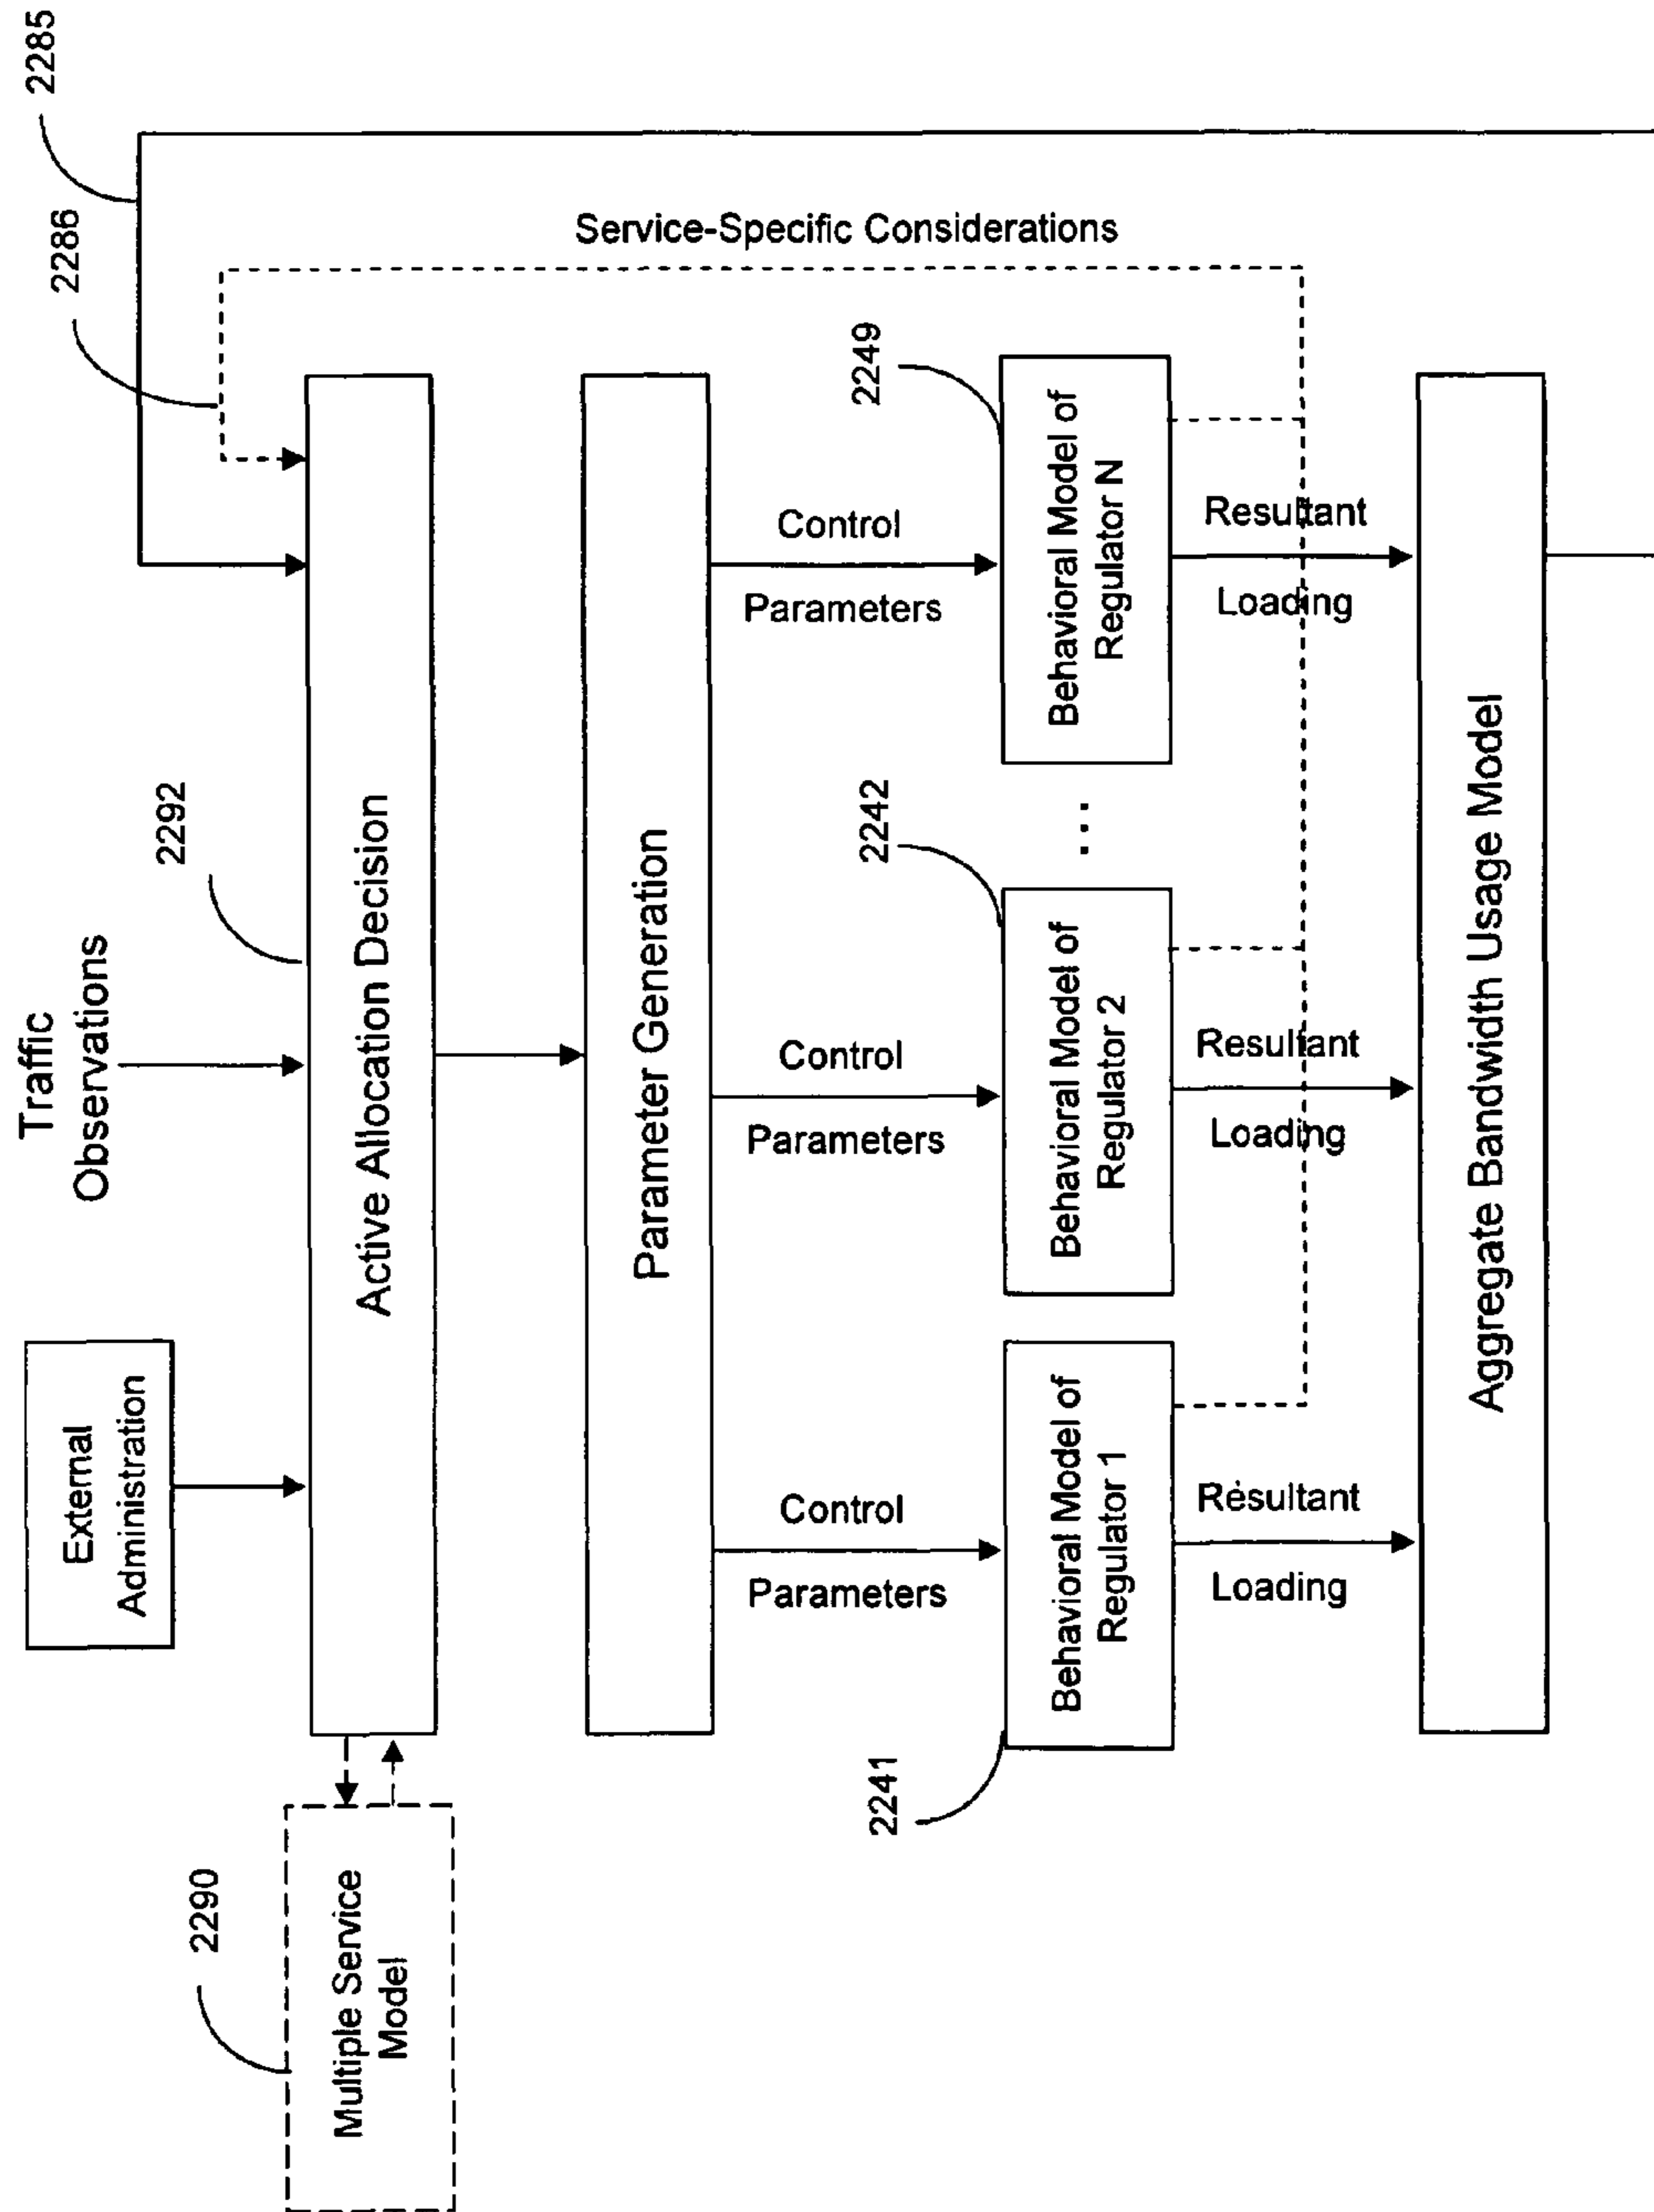 2285
2286
Service-Specific Considerations
Traffic
Observations
External
Administration
2292
Active Allocation Decision
2290
Multiple Service
Model
Parameter Generation
Control
Parameters
Control
Parameters
Control
Parameters
2241
Behavioral Model of
Regulator 1
2242
Behavioral Model of
Regulator 2
...
2249
Behavioral Model of
Regulator N
Resultant
Loading
Resultant
Loading
Resultant
Loading
Aggregate Bandwidth Usage Model